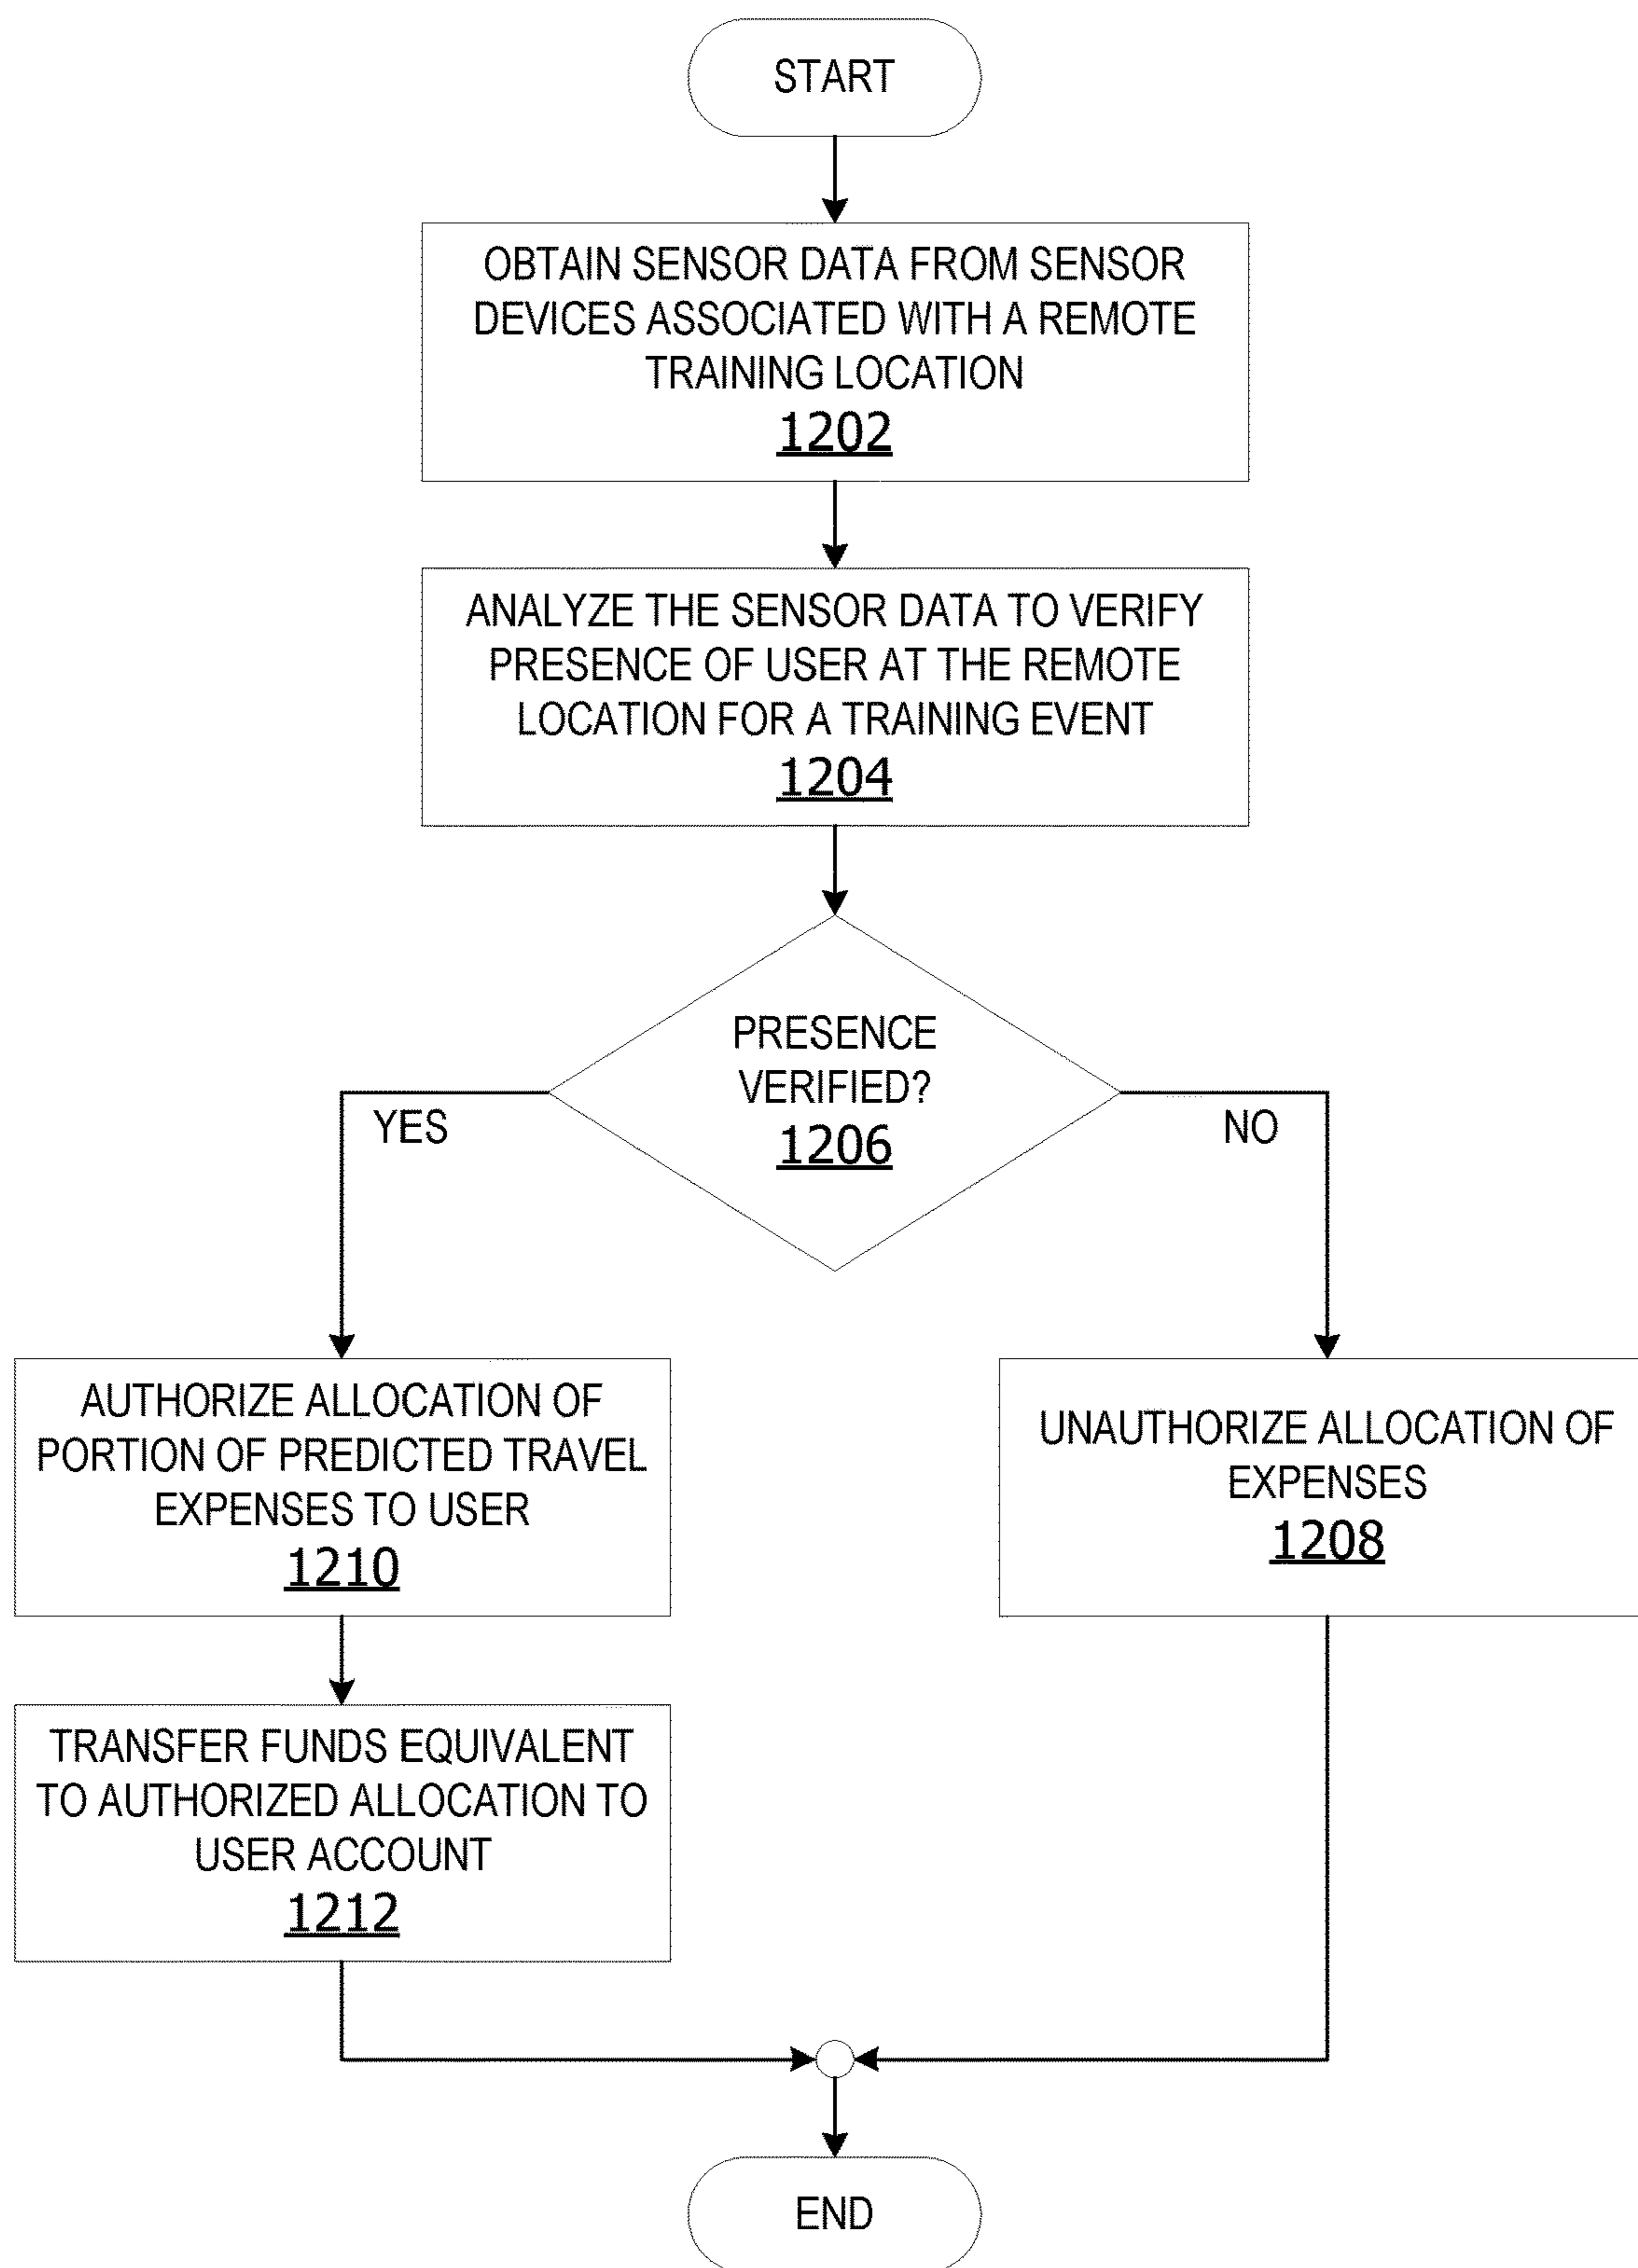 START
OBTAIN SENSOR DATA FROM SENSOR
DEVICES ASSOCIATED WITH A REMOTE
TRAINING LOCATION
1202
ANALYZE THE SENSOR DATA TO VERIFY
PRESENCE OF USER AT THE REMOTE
LOCATION FOR A TRAINING EVENT
1204
PRESENCE
VERIFIED?
1206
YES
NO
AUTHORIZE ALLOCATION OF
PORTION OF PREDICTED TRAVEL
EXPENSES TO USER
1210
UNAUTHORIZE ALLOCATION OF
EXPENSES
1208
TRANSFER FUNDS EQUIVALENT
TO AUTHORIZED ALLOCATION TO
USER ACCOUNT
1212
END